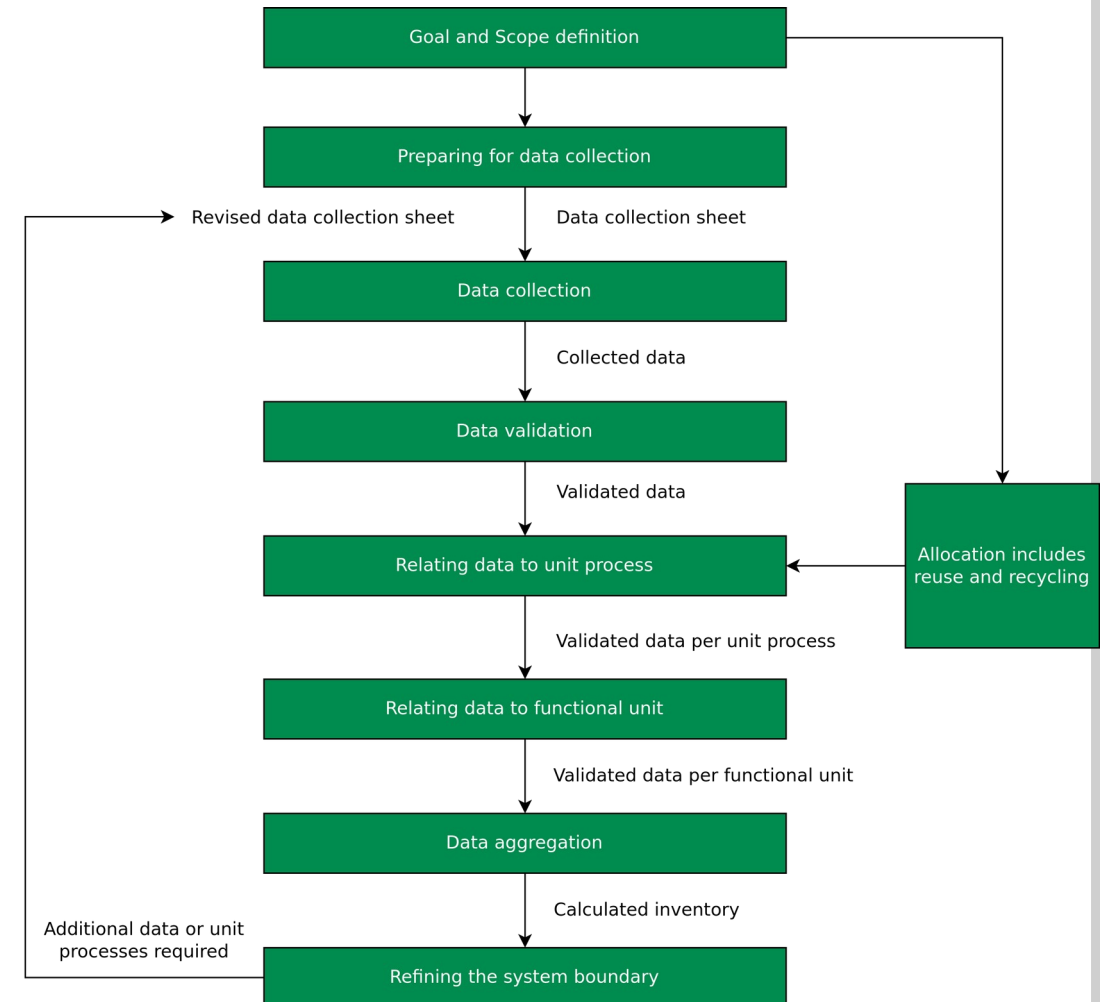 Goal and Scope definition
Preparing for data collection
Revised data collection sheet
Data collection sheet
Data collection
Collected data
Data validation
Validated data
Relating data to unit process
Allocation includes
reuse and recycling
Validated data per unit process
Relating data to functional unit
Validated data per functional unit
Data aggregation
Calculated inventory
Additional data or unit
processes required
Refining the system boundary